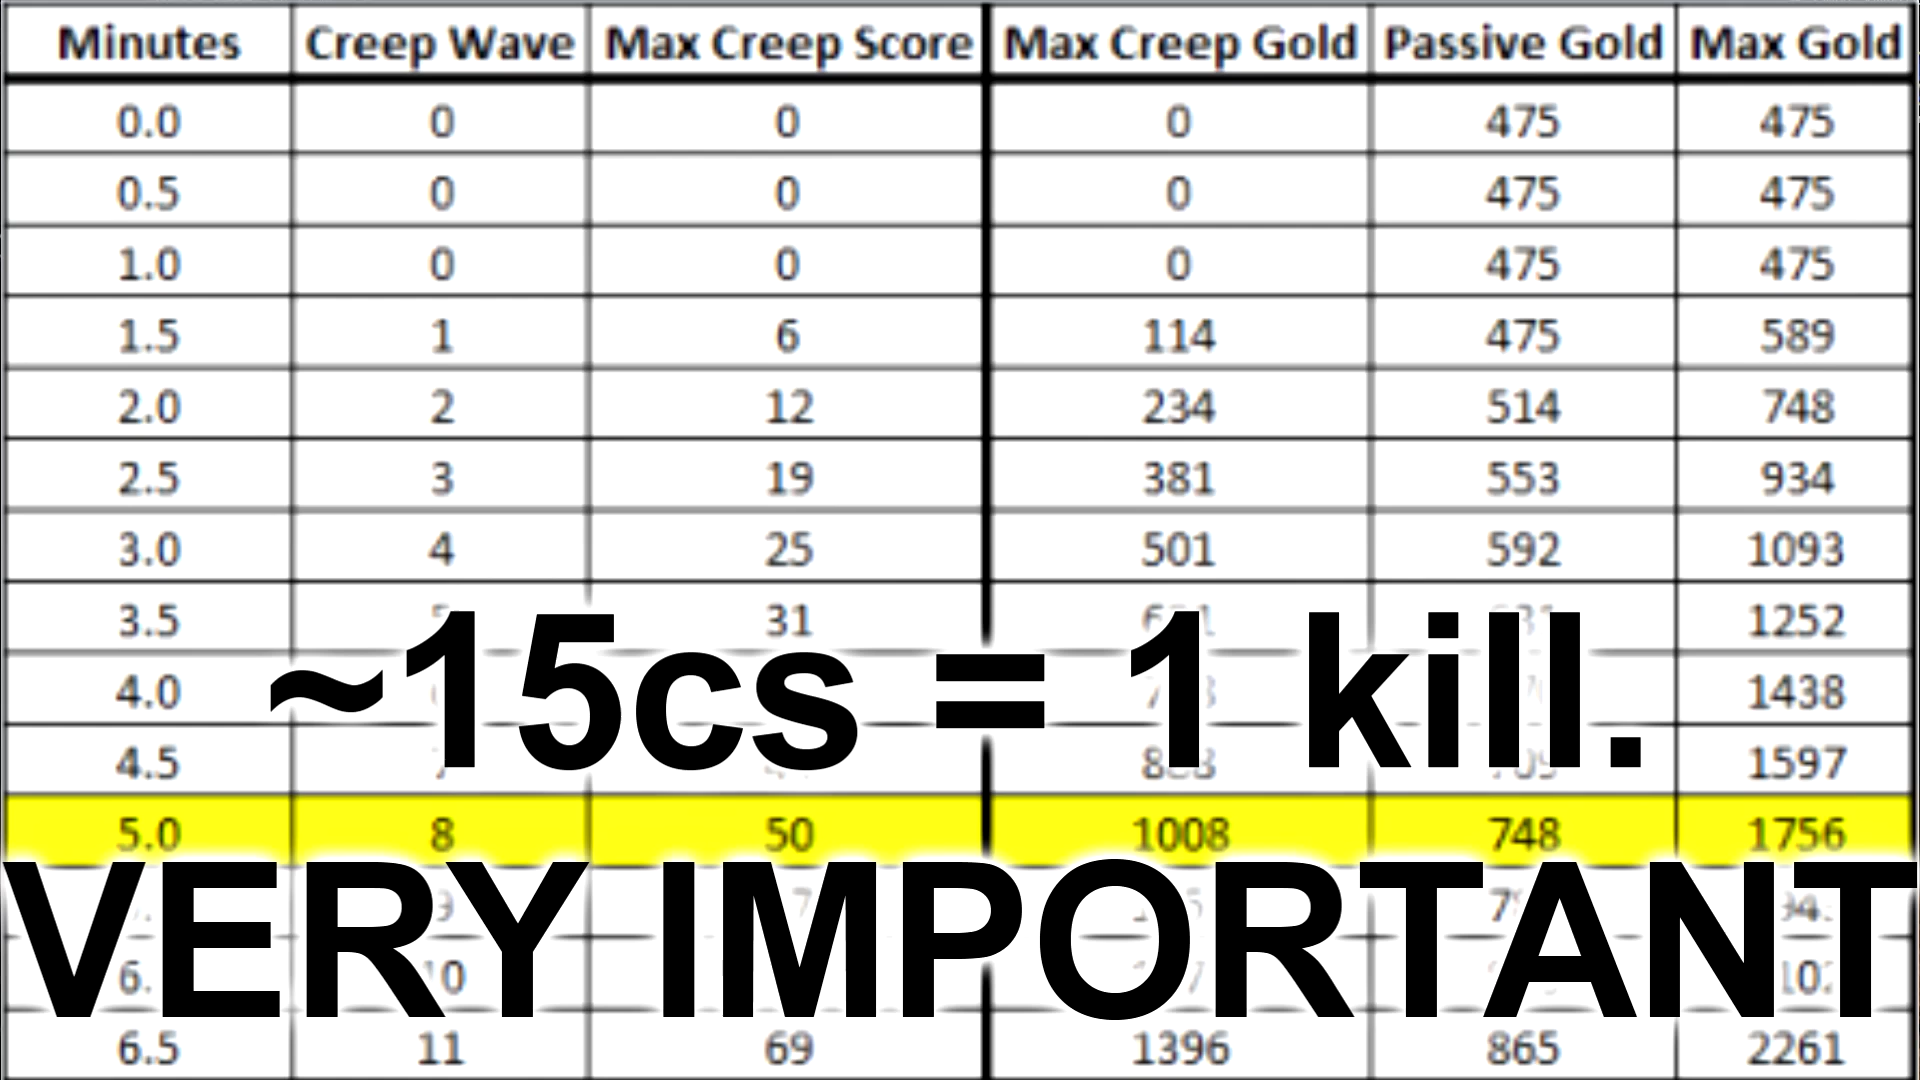 Minutes Creep Wave Max Creep Score Max Creep Gold Passive Gold Max Gold
0.0 0 0 0 475 475
0.5 0 0 0 475 475
1.0 0 0 0 475 475
1.5 1 6 114 475 589
2.0 2 12 234 514 748
2.5 3 19 381 553 934
3.0 4 25 501 592 1093
3.5 31 1252
~15cs = 1 kill.
4.0 1438
4.5 1597
5.0 8 50 1008 748 1756
VERY IMPORTANT
6.5 11 69 1396 865 2261